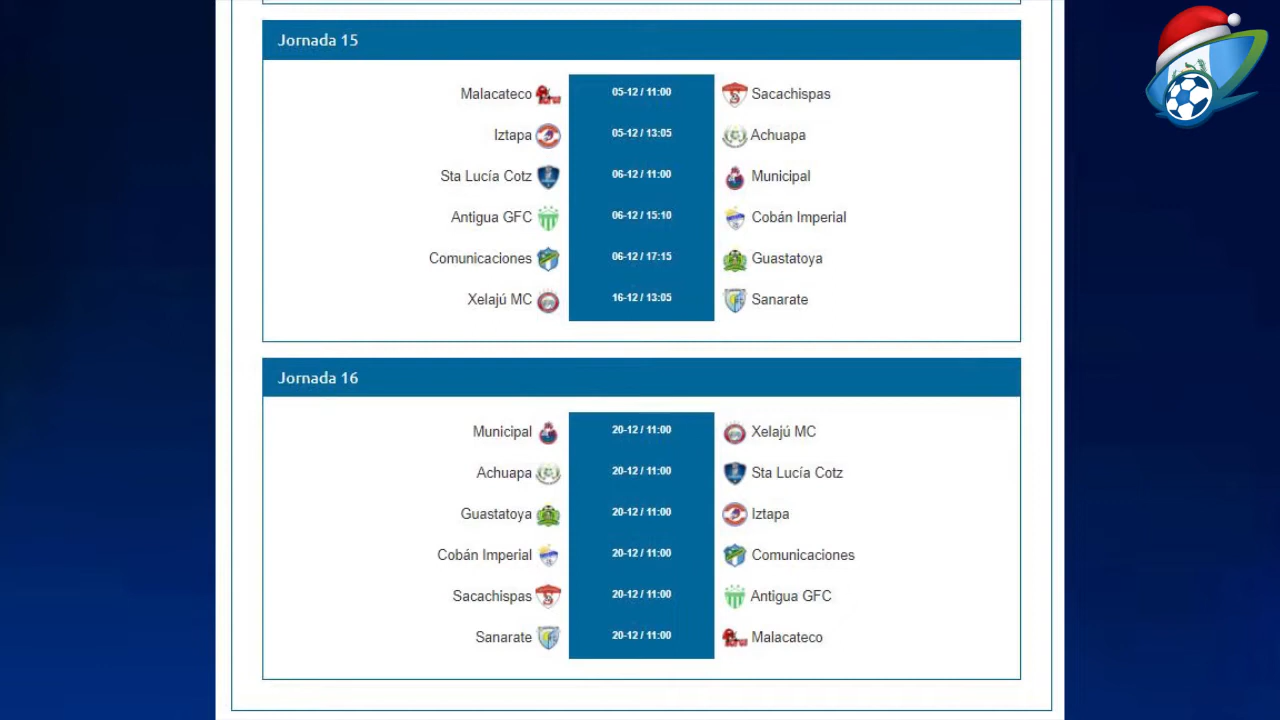 Jornada 15
Malacateco 05-12 / 11:00 Sacachispas
Iztapa 05-12 / 13:05 Achuapa
Sta Lucía Cotz 06-12 / 11:00 Municipal
Antigua GFC 06-12 / 15:10 Cobán Imperial
Comunicaciones 06-12 / 17:15 Guastatoya
Xelajú MC 16-12 / 13:05 Sanarate
Jornada 16
Municipal 20-12 / 11:00 Xelajú MC
Achuapa 20-12 / 11:00 Sta Lucía Cotz
Guastatoya 20-12 / 11:00 Iztapa
Cobán Imperial 20-12 / 11:00 Comunicaciones
Sacachispas 20-12 / 11:00 Antigua GFC
Sanarate 20-12 / 11:00 Malacateco